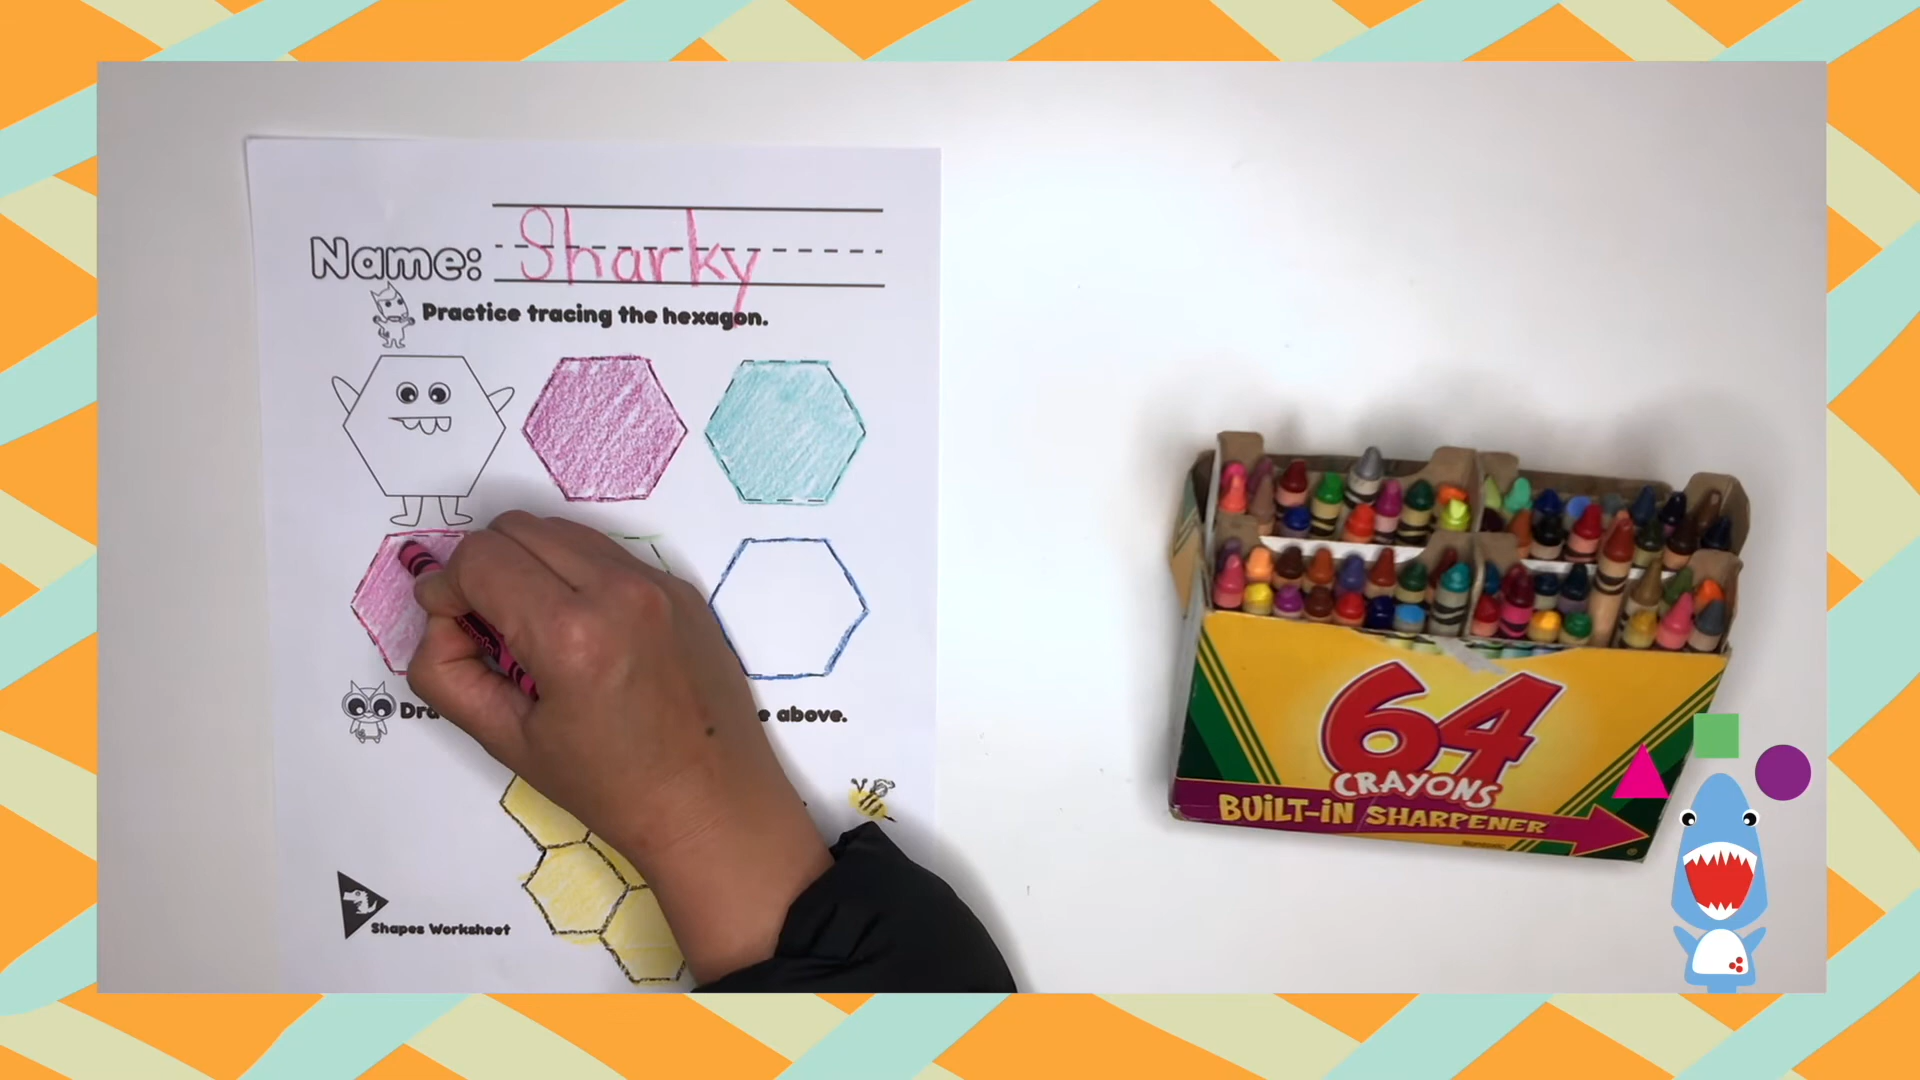 Name: Sharky
Practice tracing the hexagon.
above.
Shapes Worksheet
64
CRAYONS
BUILT-IN SHARPENER